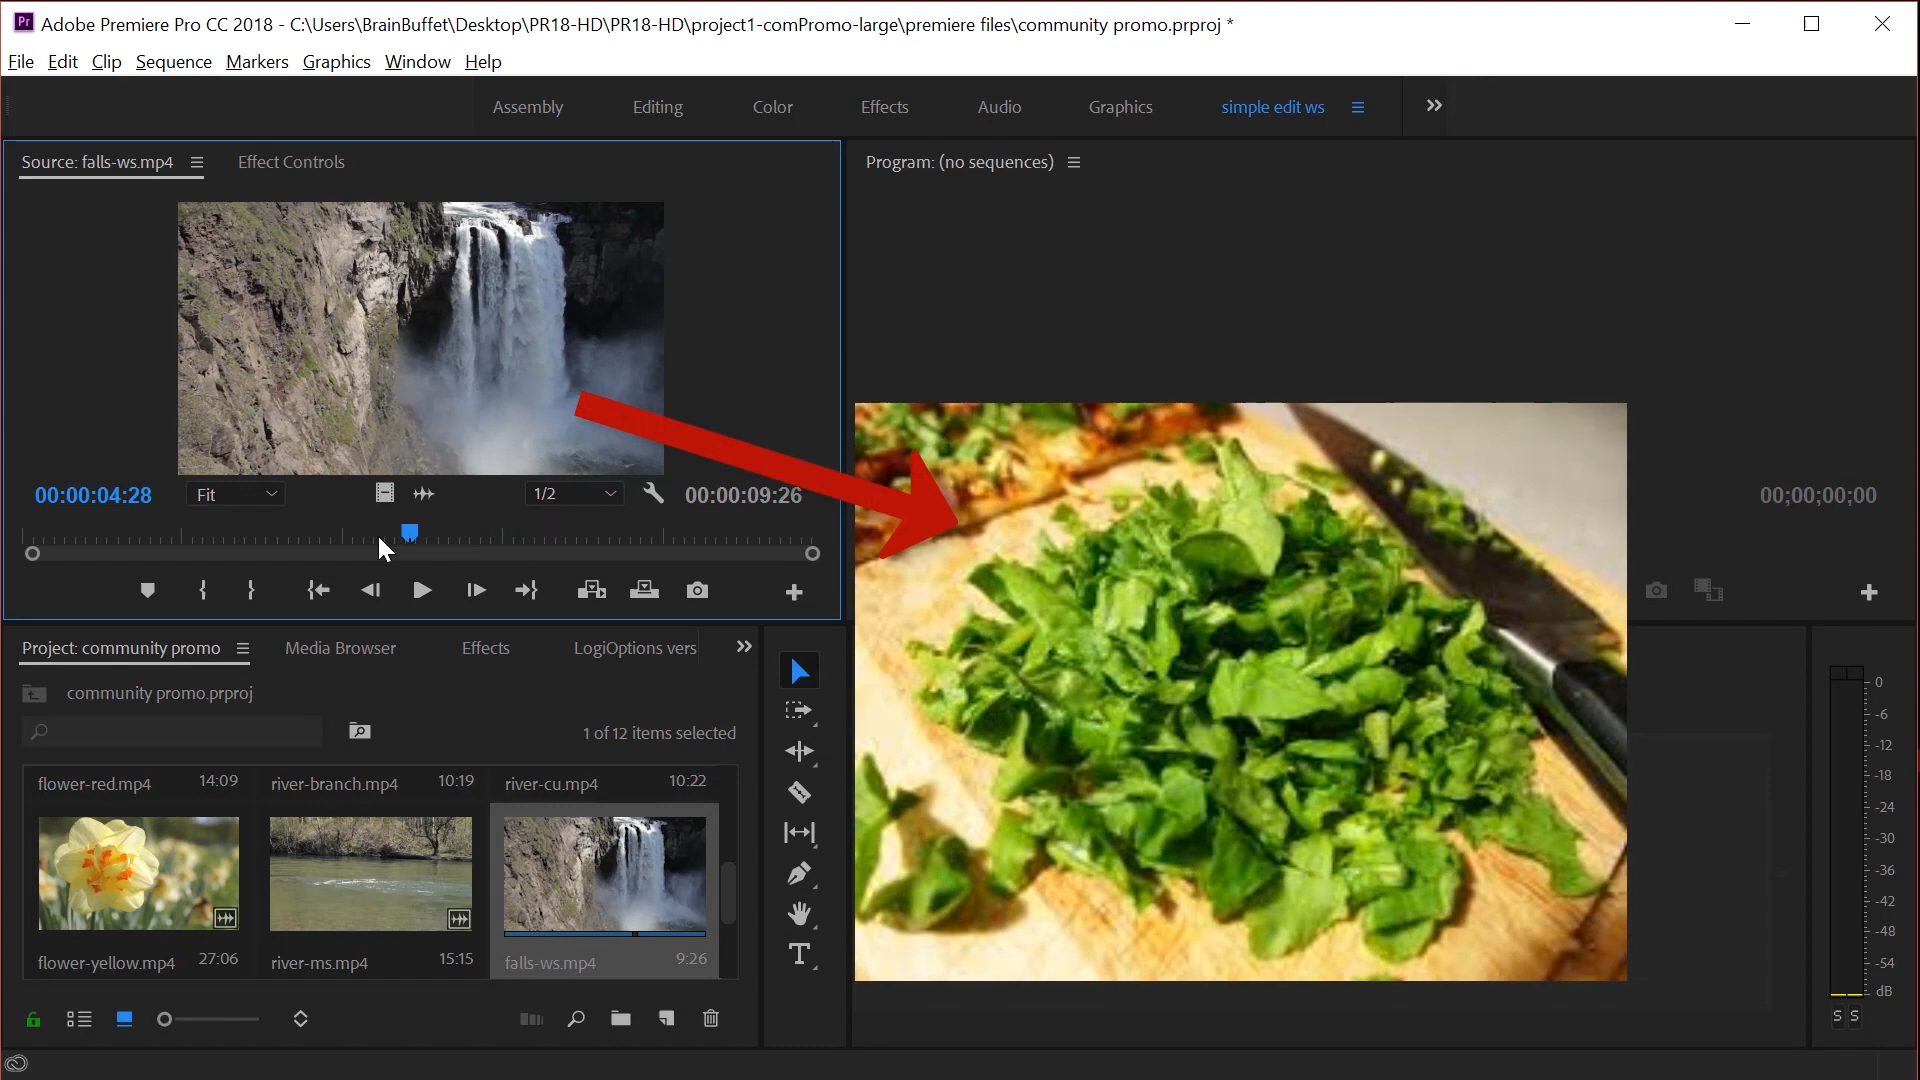 Pr Adobe Premiere Pro CC 2018 - C:\Users\BrainBuffet\Desktop\PR18-HD\PR18-HD\project1-comPromo-large\premiere files\community promo.prproj *
File Edit Clip Sequence Markers Graphics Window Help
Assembly Editing Color Effects Audio Graphics simple edit ws
Source: falls-ws.mp4 Effect Controls
Program: (no sequences)
00:00:04:28 Fit 1/2 00:00:09:26
00;00;00;00
Project: community promo Media Browser Effects LogiOptions vers
community promo.prproj
1 of 12 items selected
flower-red.mp4 14:09 river-branch.mp4 10:19 river-cu.mp4 10:22
flower-yellow.mp4 27:06 river-ms.mp4 15:15 falls-ws.mp4 9:26
T
0
-6
-12
-18
-24
-30
-36
-42
-48
-54
dB
S S